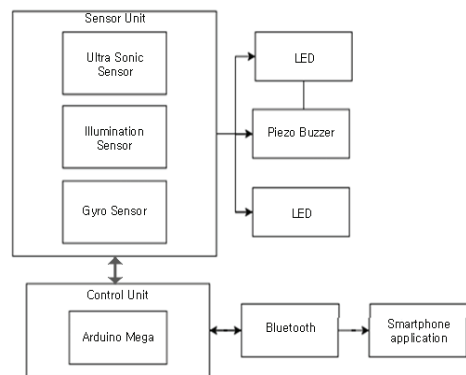 Sensor Unit
Ultra Sonic
Sensor
Illumination
Sensor
Gyro Sensor
LED
Piezo Buzzer
LED
Control Unit
Arduino Mega
Bluetooth
Smartphone
application